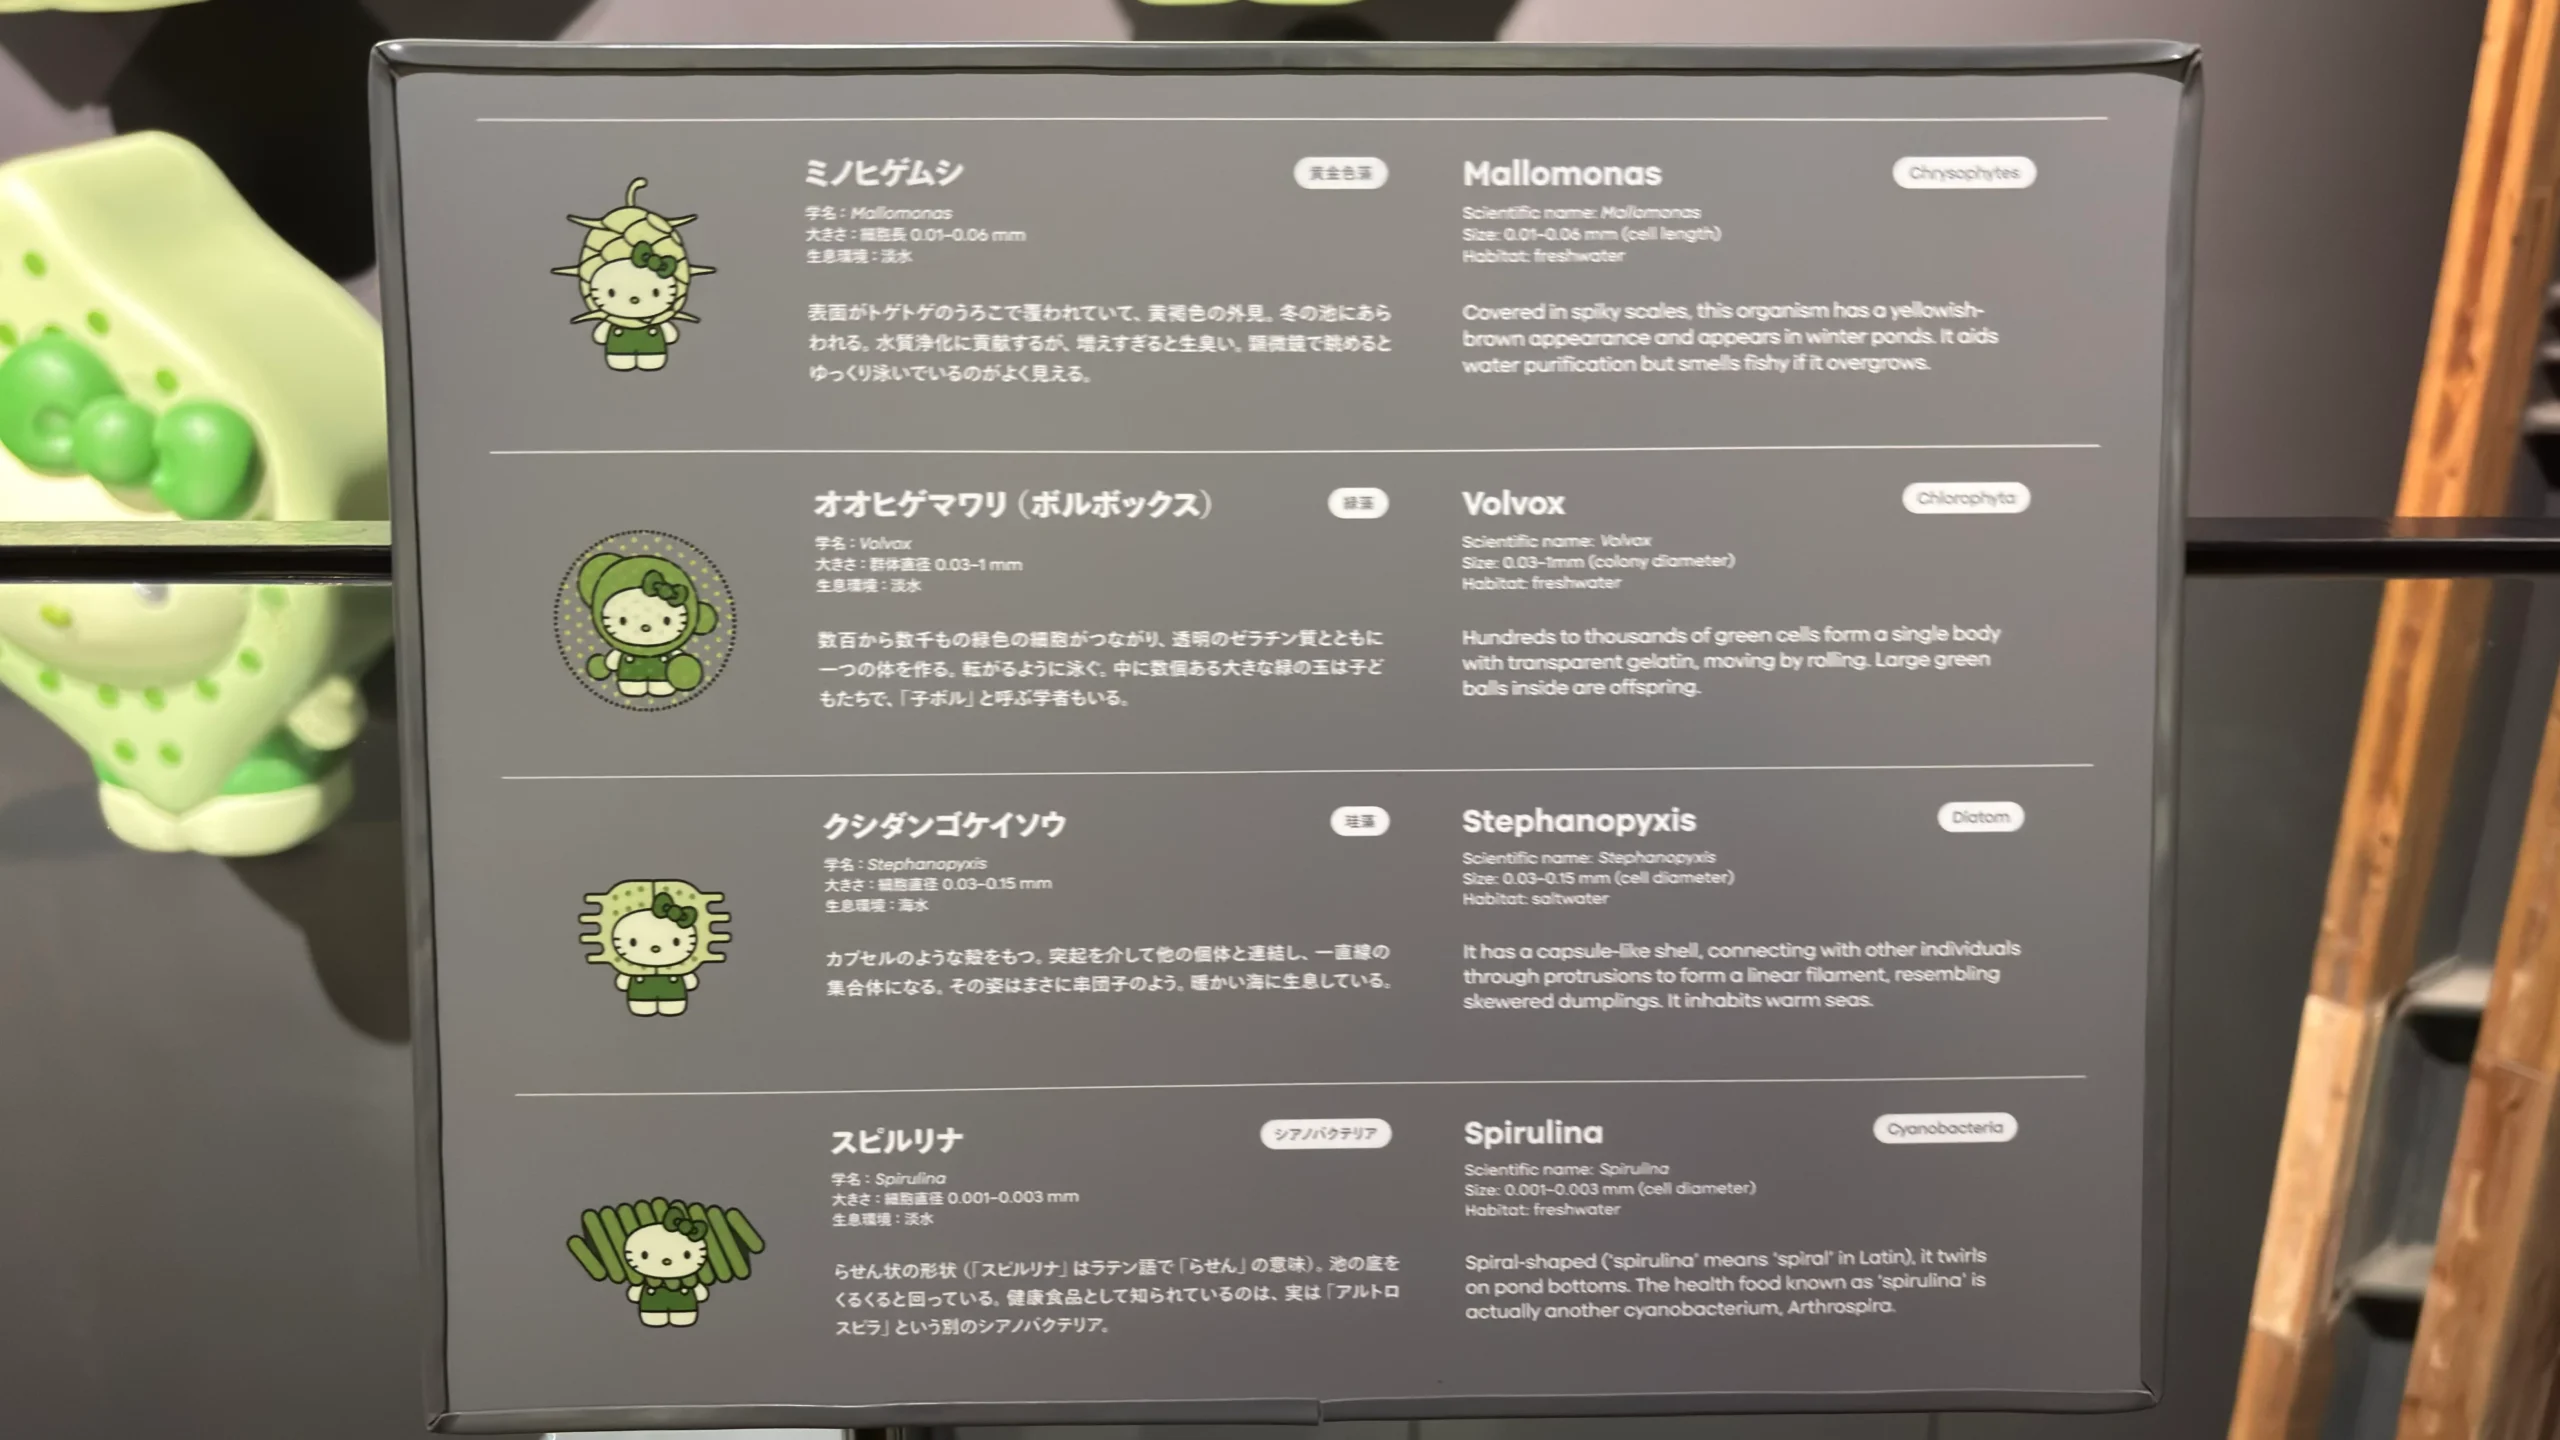 ミノヒゲムシ
黄金色藻
学名：Mallomonas
大きさ：細胞長 0.01–0.06 mm
生息環境：淡水
表面がトゲトゲのうろこで覆われていて、黄褐色の外見。冬の池にあら
われる。水質浄化に貢献するが、増えすぎると生臭い。顕微鏡で眺めると
ゆっくり泳いでいるのがよく見える。
Mallomonas
Chrysophytes
Scientific name: Mallomonas
Size: 0.01–0.06 mm (cell length)
Habitat: freshwater
Covered in spiky scales, this organism has a yellowish-
brown appearance and appears in winter ponds. It aids
water purification but smells fishy if it overgrows.
オオヒゲマワリ（ボルボックス）
緑藻
学名：Volvox
大きさ：群体直径 0.03–1 mm
生息環境：淡水
数百から数千もの緑色の細胞がつながり、透明のゼラチン質とともに
一つの体を作る。転がるように泳ぐ。中に数個ある大きな緑の玉は子ど
もたちで、「子ボル」と呼ぶ学者もいる。
Volvox
Chlorophyta
Scientific name: Volvox
Size: 0.03–1mm (colony diameter)
Habitat: freshwater
Hundreds to thousands of green cells form a single body
with transparent gelatin, moving by rolling. Large green
balls inside are offspring.
クシダンゴケイソウ
珪藻
学名：Stephanopyxis
大きさ：細胞直径 0.03–0.15 mm
生息環境：海水
カプセルのような殻をもつ。突起を介して他の個体と連結し、一直線の
集合体になる。その姿はまさに串団子のよう。暖かい海に生息している。
Stephanopyxis
Diatom
Scientific name: Stephanopyxis
Size: 0.03–0.15 mm (cell diameter)
Habitat: saltwater
It has a capsule-like shell, connecting with other individuals
through protrusions to form a linear filament, resembling
skewered dumplings. It inhabits warm seas.
スピルリナ
シアノバクテリア
学名：Spirulina
大きさ：細胞直径 0.001–0.003 mm
生息環境：淡水
らせん状の形状（「スピルリナ」はラテン語で「らせん」の意味）。池の底を
くるくると回っている。健康食品として知られているのは、実は「アルトロ
スピラ」という別のシアノバクテリア。
Spirulina
Cyanobacteria
Scientific name: Spirulina
Size: 0.001–0.003 mm (cell diameter)
Habitat: freshwater
Spiral-shaped ('spirulina' means 'spiral' in Latin), it twirls
on pond bottoms. The health food known as 'spirulina' is
actually another cyanobacterium, Arthrospira.